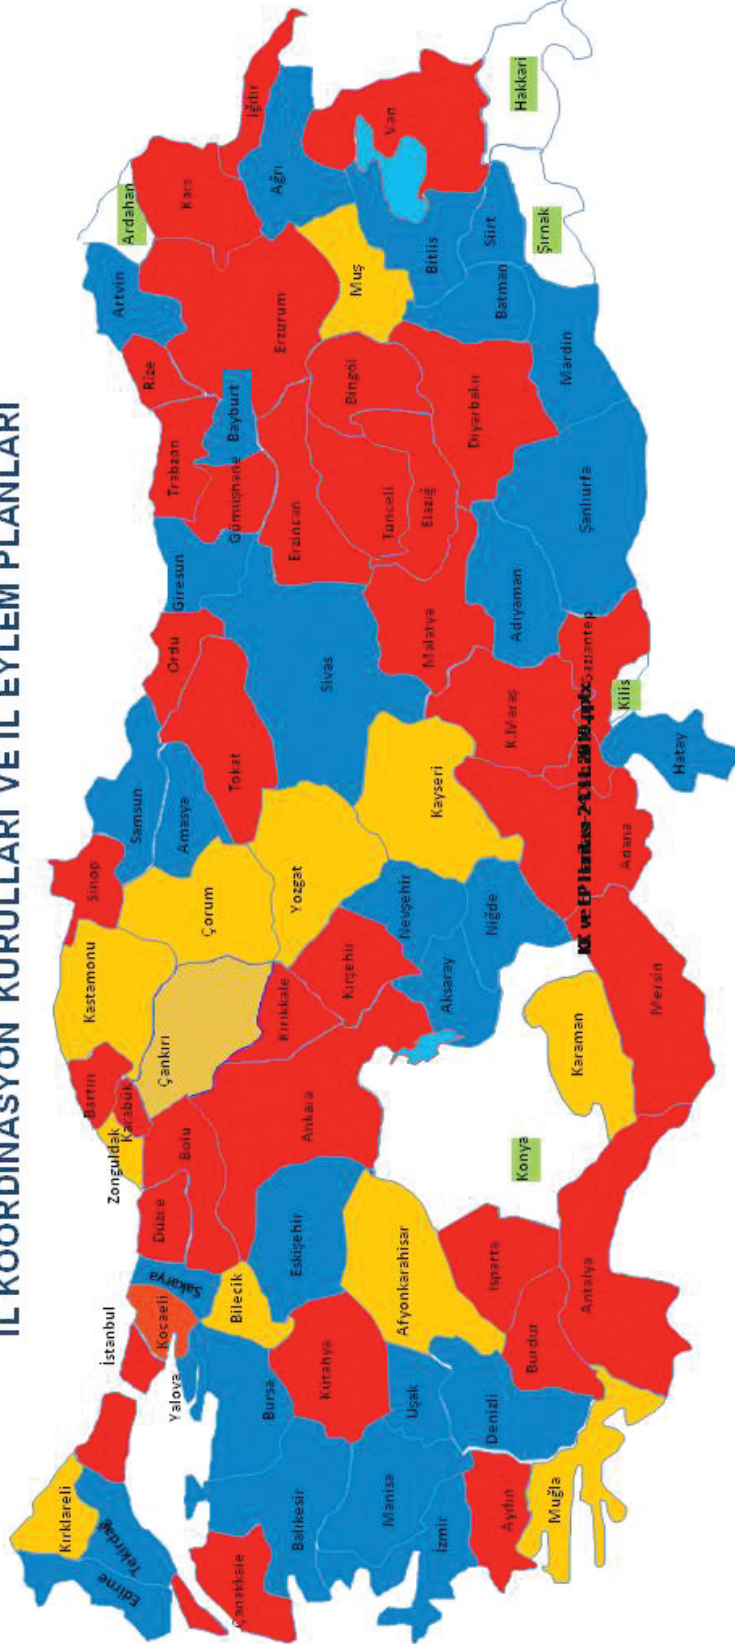 İL KOORDİNASYON KURULLARI VE İL EYLEM PLANLARI
Kırklareli
Edirne
Tekirdağ
İstanbul
Yalova
Kocaeli
Sakarya
Düzce
Zonguldak
Bartın
Karabük
Kastamonu
Sinop
Samsun
Ordu
Giresun
Trabzon
Rize
Artvin
Ardahan
Çanakkale
Balıkesir
Bursa
Bilecik
Bolu
Çankırı
Çorum
Amasya
Tokat
Gümüşhane
Bayburt
Kars
Iğdır
Kütahya
Eskişehir
Ankara
Kırıkkale
Kırşehir
Yozgat
Sivas
Erzincan
Erzurum
Ağrı
Manisa
İzmir
Uşak
Afyonkarahisar
Aksaray
Nevşehir
Niğde
Kayseri
Malatya
Tunceli
Elazığ
Bingöl
Muş
Bitlis
Van
Hakkari
Aydın
Denizli
Muğla
Burdur
Isparta
Antalya
Konya
Karaman
Mersin
Adana
K.Maraş
Adıyaman
Diyarbakır
Batman
Siirt
Şırnak
Mardin
Şanlıurfa
Gaziantep
Kilis
Hatay